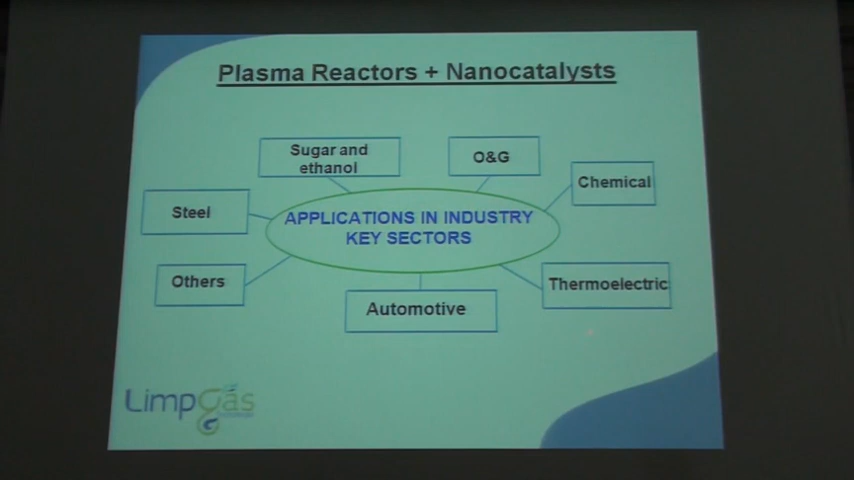 Plasma Reactors + Nanocatalysts
Sugar and
ethanol
O&G
Chemical
Steel
APPLICATIONS IN INDUSTRY
KEY SECTORS
Others
Automotive
Thermoelectric
Limpgás